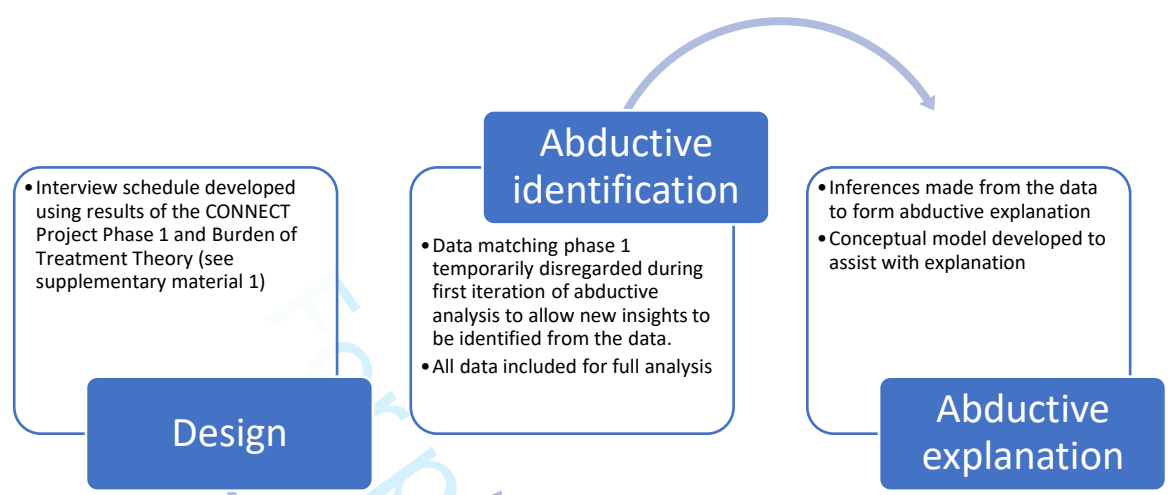 • Interview schedule developed
using results of the CONNECT
Project Phase 1 and Burden of
Treatment Theory (see
supplementary material 1)
Design
Abductive
identification
• Data matching phase 1
temporarily disregarded during
first iteration of abductive
analysis to allow new insights to
be identified from the data.
• All data included for full analysis
• Inferences made from the data
to form abductive explanation
• Conceptual model developed to
assist with explanation
Abductive
explanation
For p